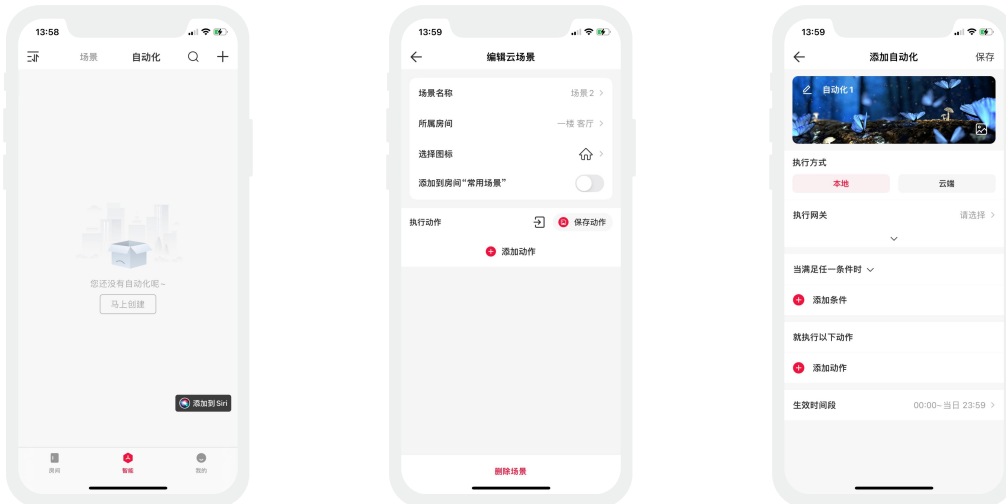 13:58
场景 自动化
您还没有自动化呢~
马上创建
添加到 Siri
房间 智能 我的
13:59
编辑云场景
场景名称 场景2
所属房间 一楼 客厅
选择图标
添加到房间“常用场景”
执行动作 保存动作
添加动作
删除场景
13:59
添加自动化 保存
自动化1
执行方式
本地 云端
执行网关 请选择
当满足任一条件时
添加条件
就执行以下动作
添加动作
生效时间段 00:00~当日 23:59